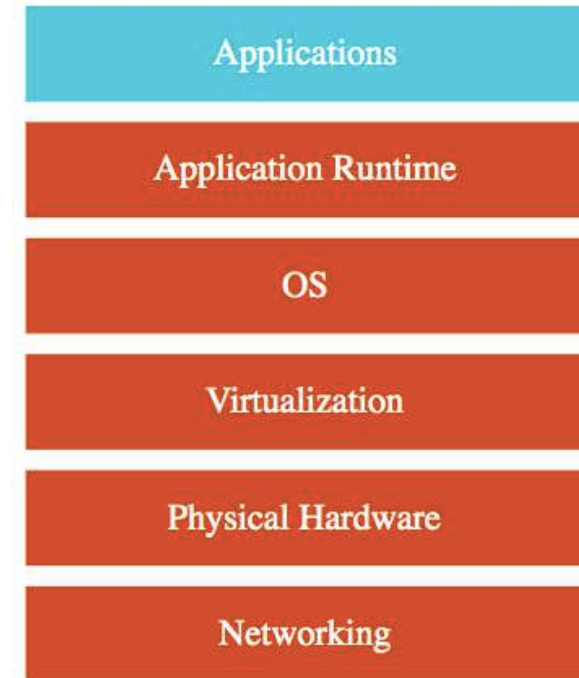 Applications
Application Runtime
OS
Virtualization
Physical Hardware
Networking